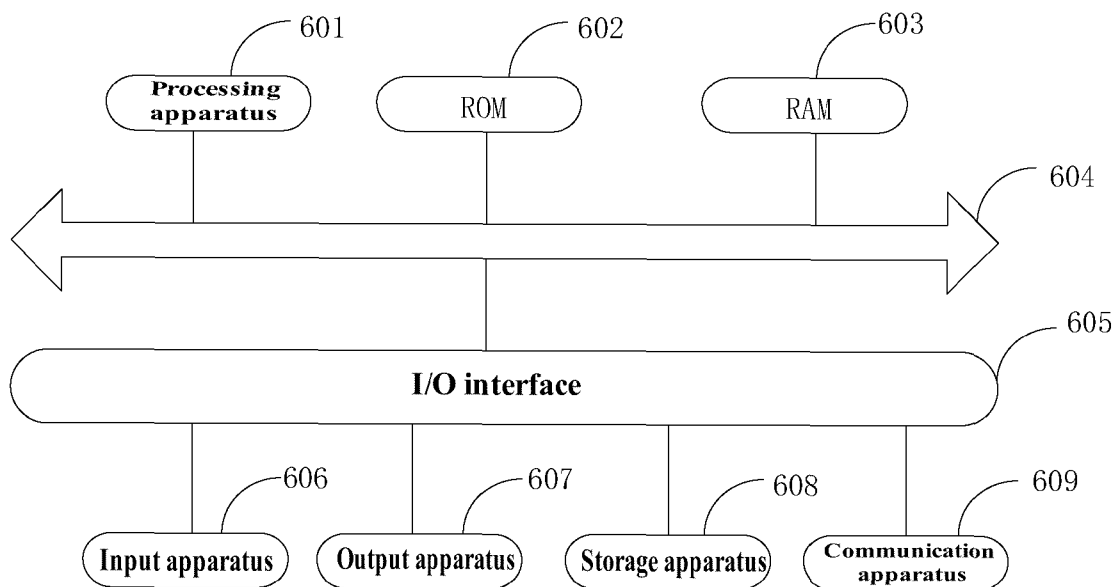 601
602
603
Processing
apparatus
ROM
RAM
604
605
I/O interface
606
607
608
609
Input apparatus
Output apparatus
Storage apparatus
Communication
apparatus